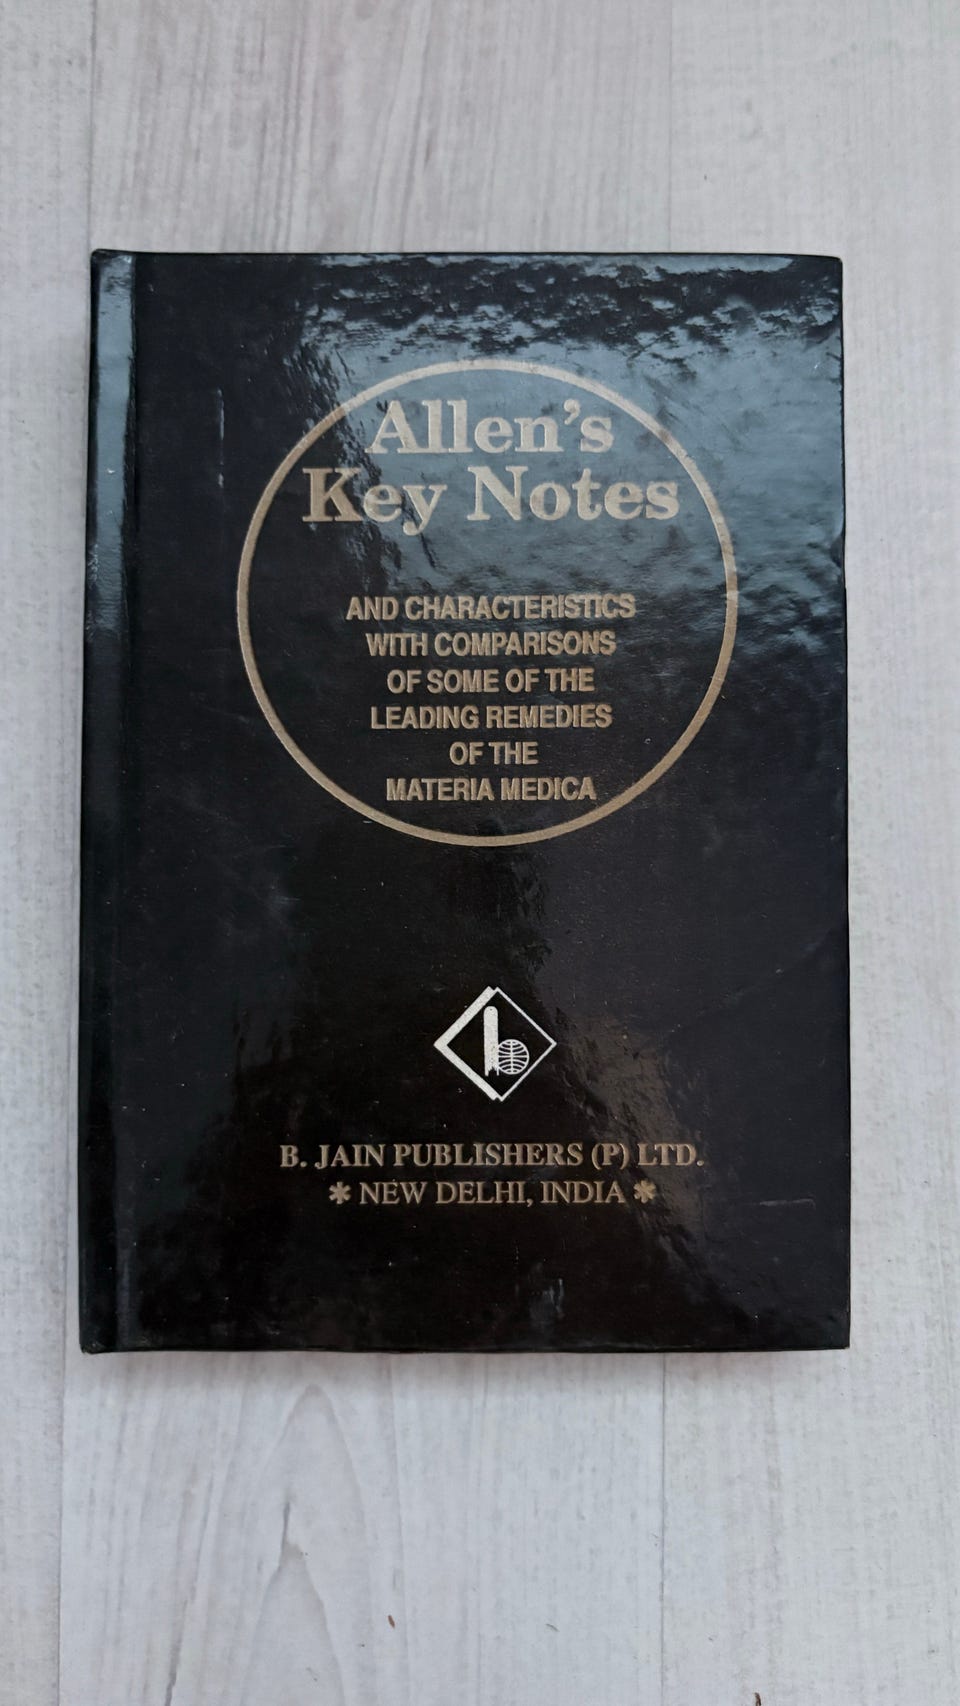 Allen's
Key Notes
AND CHARACTERISTICS
WITH COMPARISONS
OF SOME OF THE
LEADING REMEDIES
OF THE
MATERIA MEDICA
b
B. JAIN PUBLISHERS (P) LTD.
* NEW DELHI, INDIA *